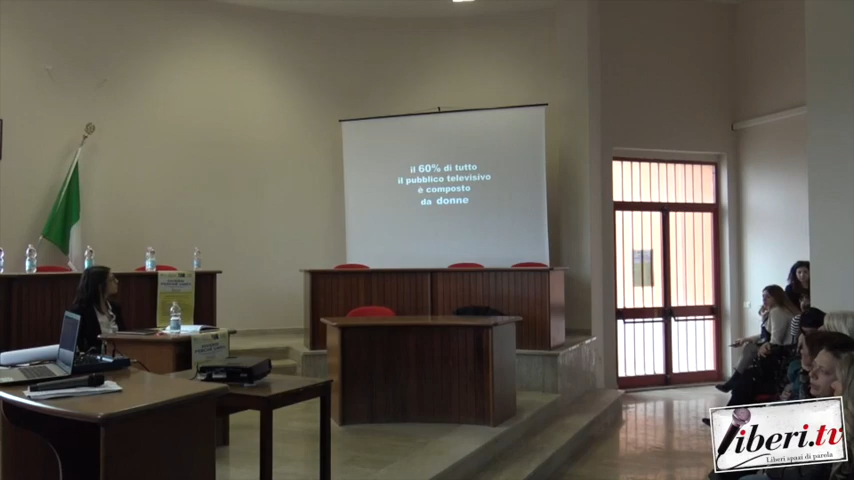 il 60% di tutto
il pubblico televisivo
è composto
da donne
liberi.tv
Liberi spazi di parola